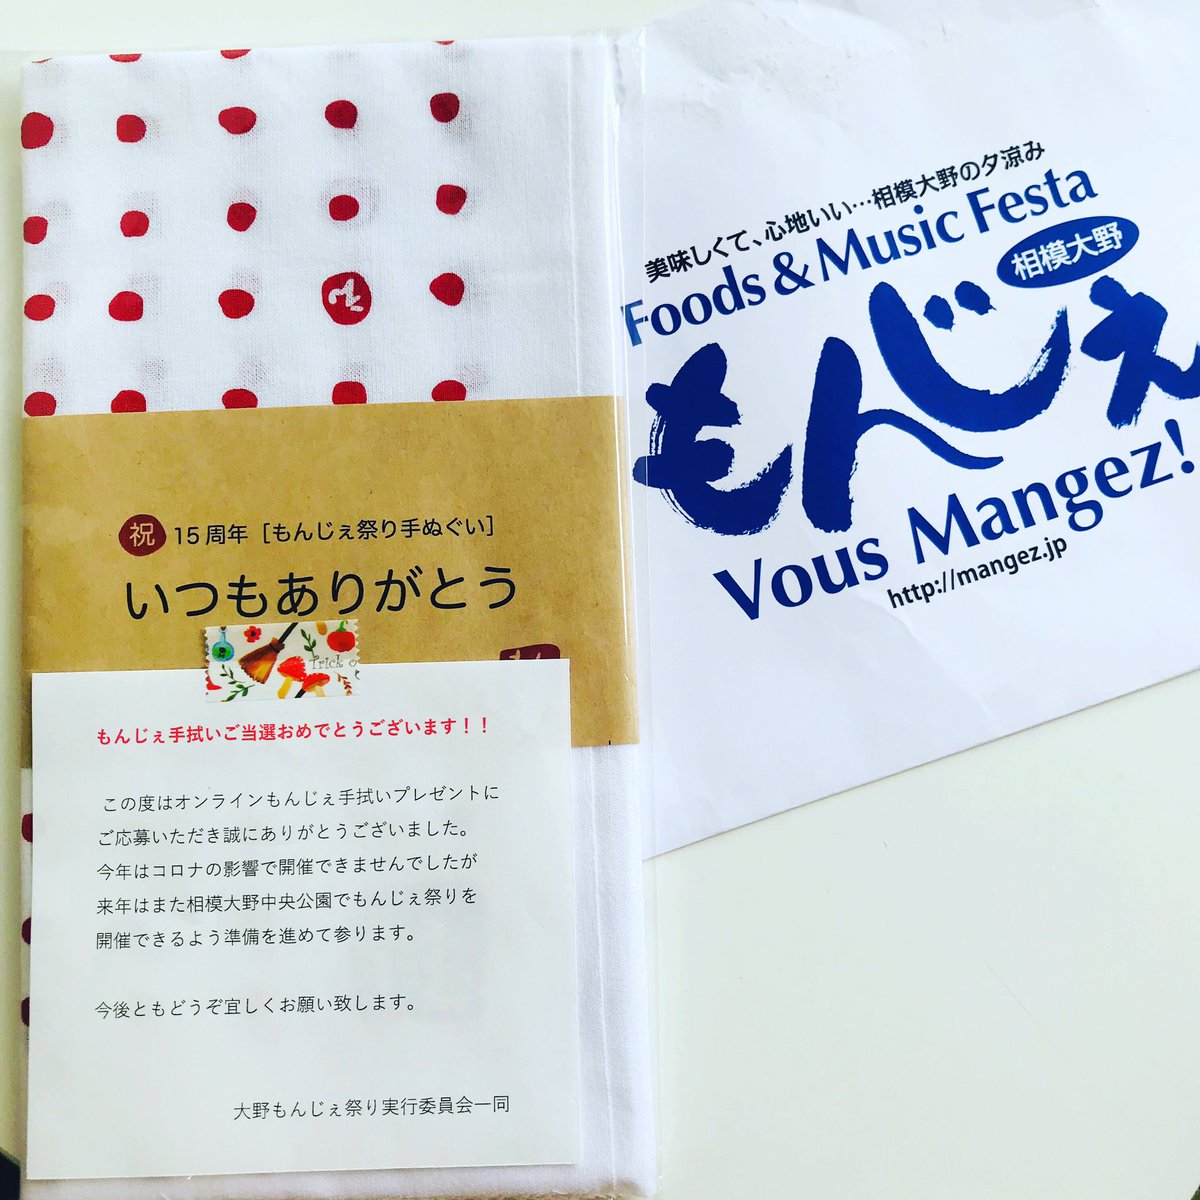 祝 15周年［もんじぇ祭り手ぬぐい］
いつもありがとう
Trick o
もんじぇ手拭いご当選おめでとうございます！！
この度はオンラインもんじぇ手拭いプレゼントに
ご応募いただき誠にありがとうございました。
今年はコロナの影響で開催できませんでしたが
来年はまた相模大野中央公園でもんじぇ祭りを
開催できるよう準備を進めて参ります。
今後ともどうぞ宜しくお願い致します。
大野もんじぇ祭り実行委員会一同
美味しくて、心地いい…相模大野の夕涼み
Foods & Music Festa
相模大野
もんじぇ
Vous Mangez!
http://mangez.jp